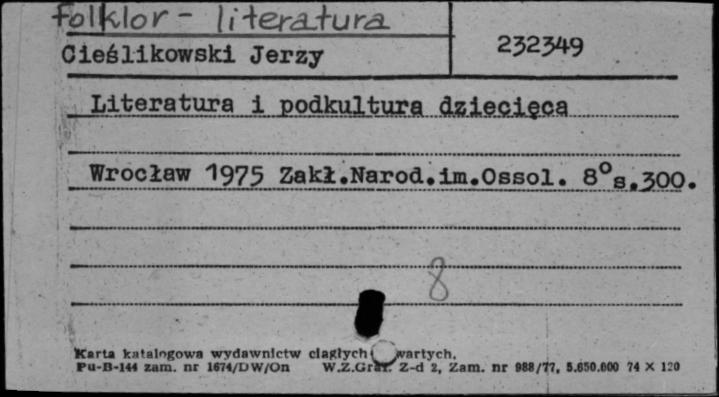 folklor - literatura
Cieślikowski Jerzy 232349
Literatura i podkultura dziecięca
Wrocław 1975 Zakł.Narod.im.Ossol. 8° s.300.
8
Karta katalogowa wydawnictw ciągłych wartych.
Pu-B-144 zam. nr 1674/DW/On W.Z.Graf. Z-d 2, Zam. nr 988/77, 5.650.000 74 × 120